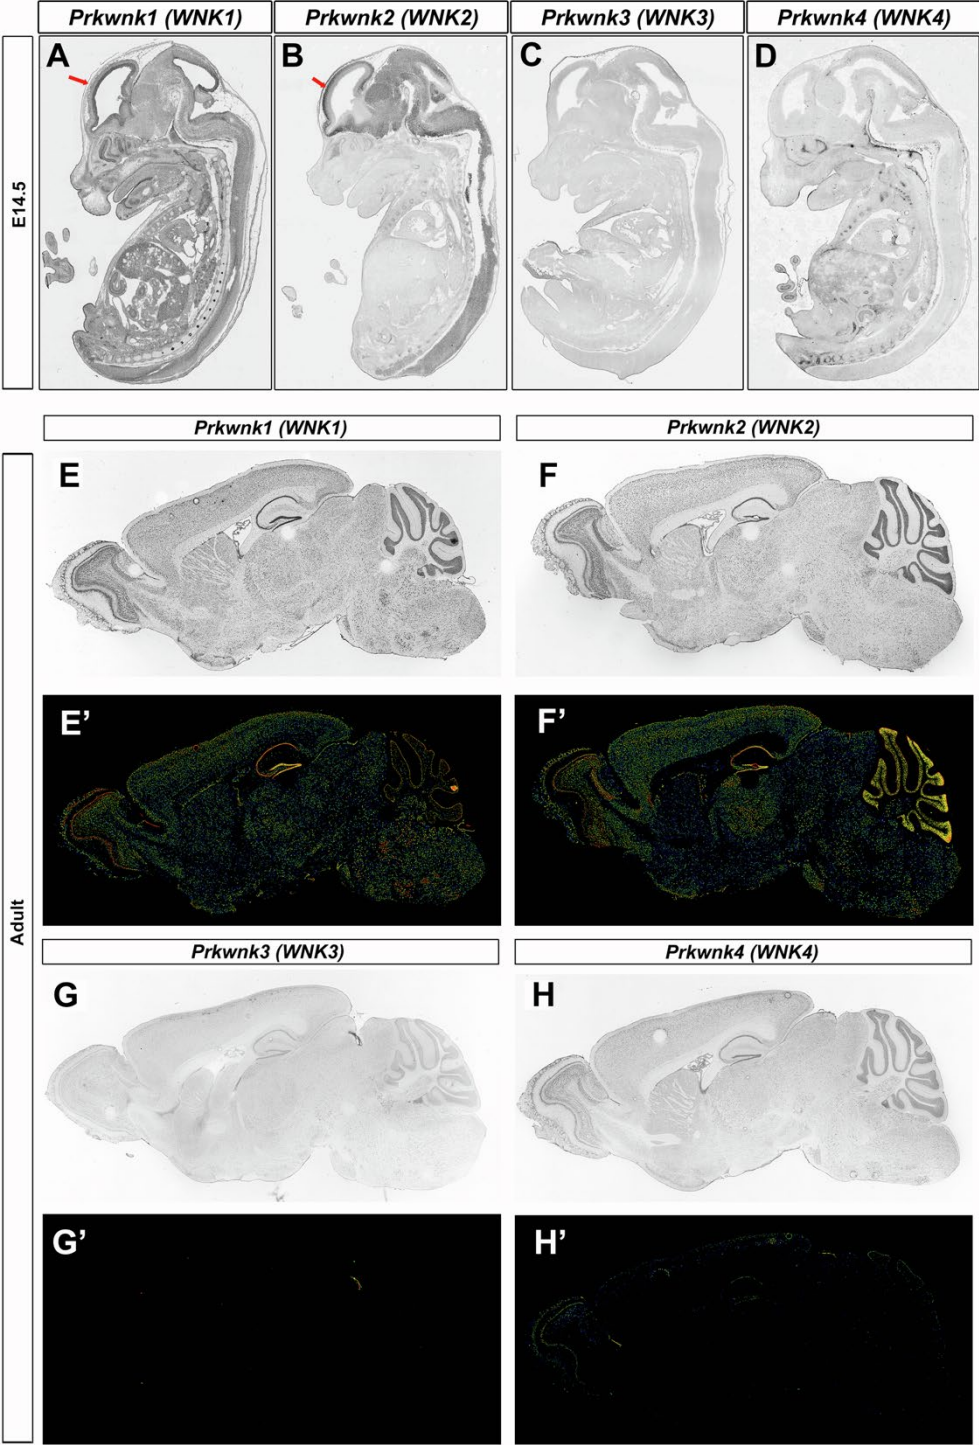 Prkwnk1 (WNK1)
Prkwnk2 (WNK2)
Prkwnk3 (WNK3)
Prkwnk4 (WNK4)
E14.5
A
B
C
D
Prkwnk1 (WNK1)
Prkwnk2 (WNK2)
Adult
E
F
E’
F’
Prkwnk3 (WNK3)
Prkwnk4 (WNK4)
G
H
G’
H’